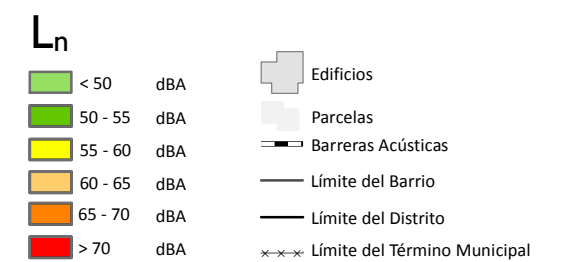 Ln
< 50 dBA
50 - 55 dBA
55 - 60 dBA
60 - 65 dBA
65 - 70 dBA
> 70 dBA
Edificios
Parcelas
Barreras Acústicas
Límite del Barrio
Límite del Distrito
Límite del Término Municipal